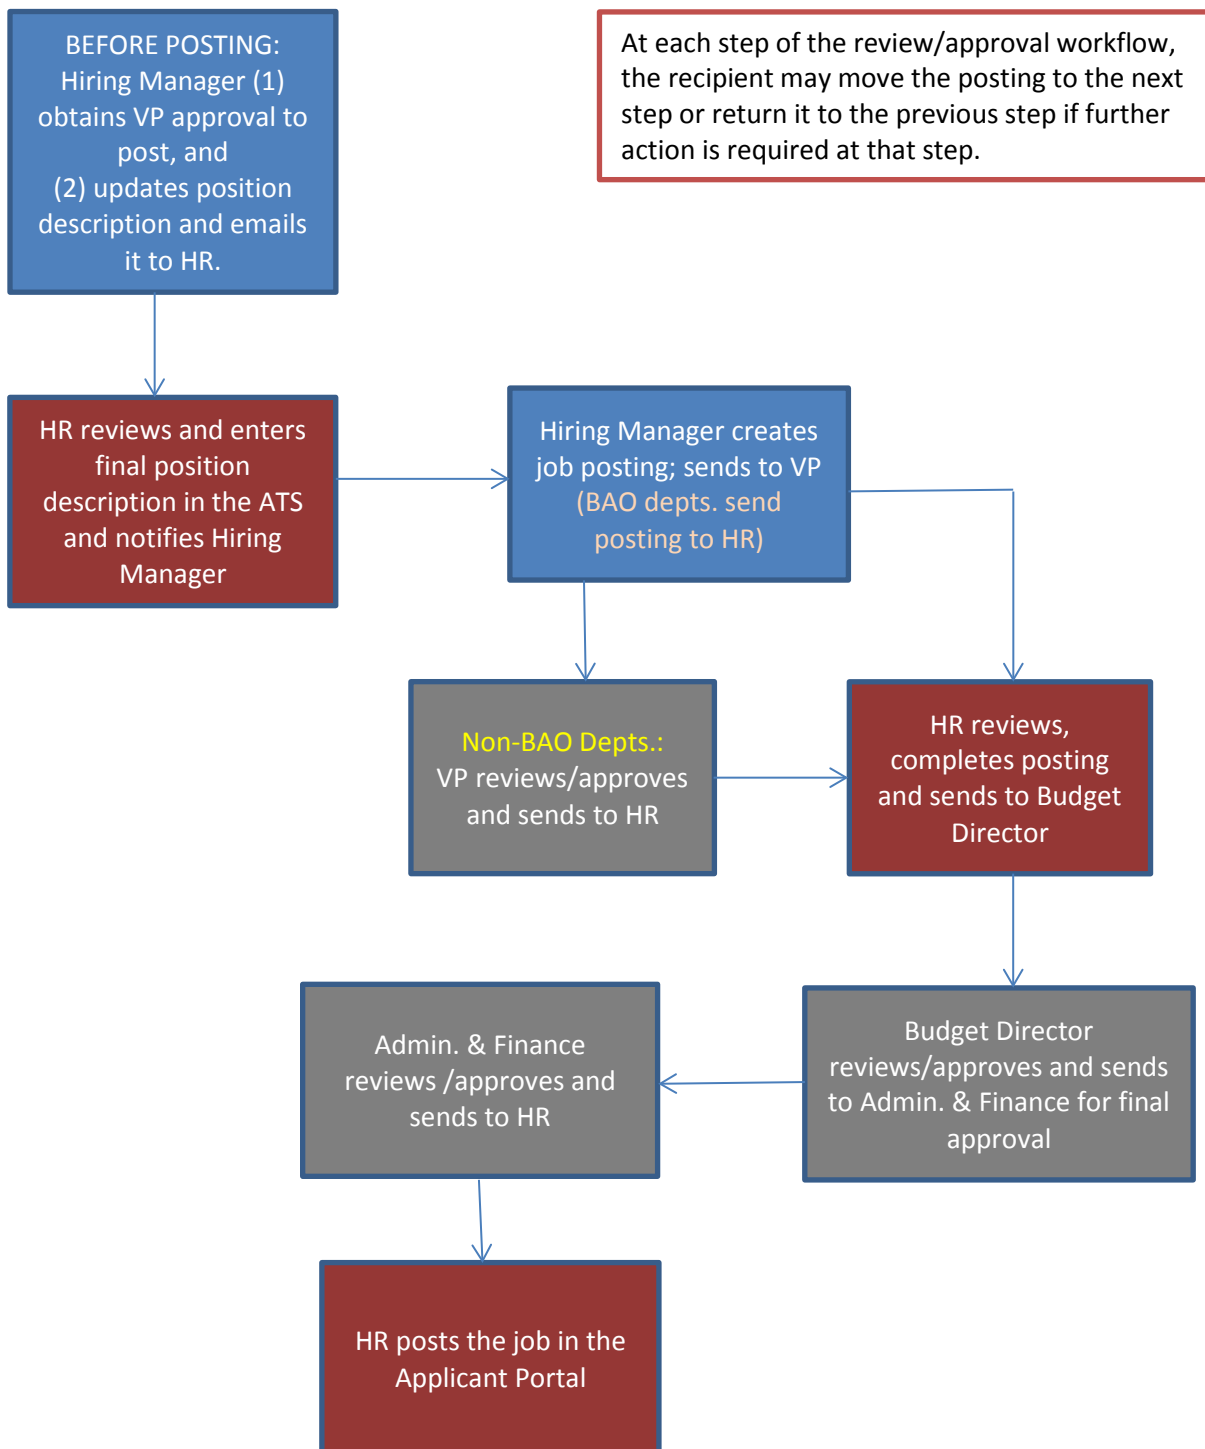 BEFORE POSTING:
Hiring Manager (1)
obtains VP approval to
post, and
(2) updates position
description and emails
it to HR.
At each step of the review/approval workflow,
the recipient may move the posting to the next
step or return it to the previous step if further
action is required at that step.
HR reviews and enters
final position
description in the ATS
and notifies Hiring
Manager
Hiring Manager creates
job posting; sends to VP
(BAO depts. send
posting to HR)
Non-BAO Depts.:
VP reviews/approves
and sends to HR
HR reviews,
completes posting
and sends to Budget
Director
Admin. & Finance
reviews /approves and
sends to HR
Budget Director
reviews/approves and sends
to Admin. & Finance for final
approval
HR posts the job in the
Applicant Portal